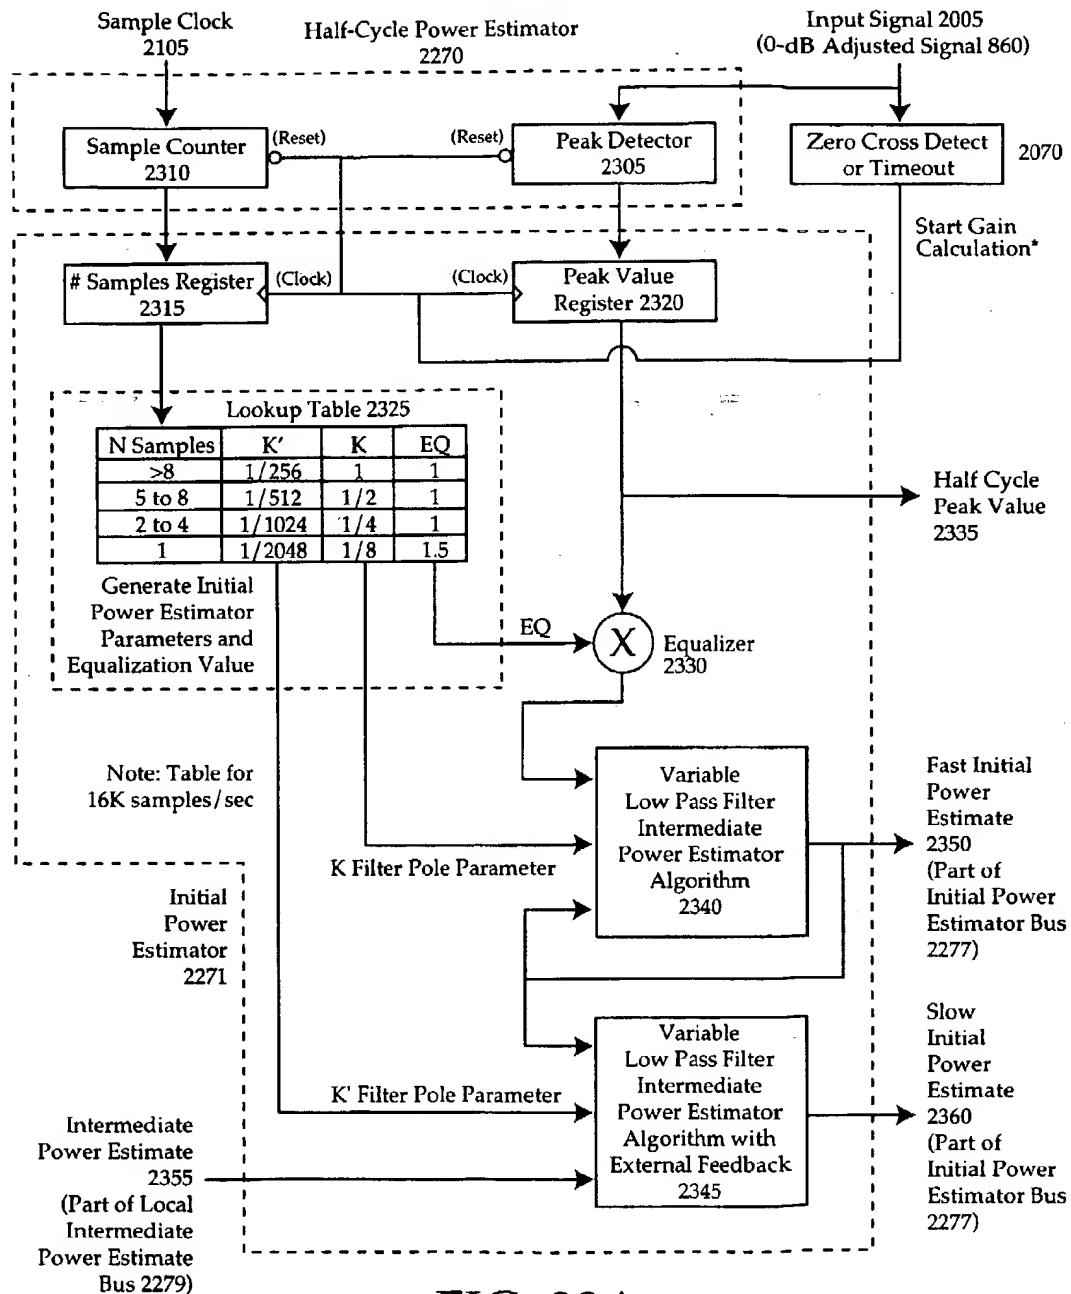 Sample Clock
2105
Half-Cycle Power Estimator
2270
Input Signal 2005
(0-dB Adjusted Signal 860)
Sample Counter
2310
(Reset)
(Reset)
Peak Detector
2305
Zero Cross Detect
or Timeout
2070
Start Gain
Calculation*
# Samples Register
2315
(Clock)
(Clock)
Peak Value
Register 2320
Lookup Table 2325
N Samples K' K EQ
>8 1/256 1 1
5 to 8 1/512 1/2 1
2 to 4 1/1024 1/4 1
1 1/2048 1/8 1.5
Generate Initial
Power Estimator
Parameters and
Equalization Value
EQ
X
Equalizer
2330
Half Cycle
Peak Value
2335
Note: Table for
16K samples/sec
Variable
Low Pass Filter
Intermediate
Power Estimator
Algorithm
2340
K Filter Pole Parameter
Fast Initial
Power
Estimate
2350
(Part of
Initial Power
Estimator Bus
2277)
Initial
Power
Estimator
2271
Variable
Low Pass Filter
Intermediate
Power Estimator
Algorithm with
External Feedback
2345
K' Filter Pole Parameter
Slow
Initial
Power
Estimate
2360
(Part of
Initial Power
Estimator Bus
2277)
Intermediate
Power Estimate
2355
(Part of Local
Intermediate
Power Estimate
Bus 2279)